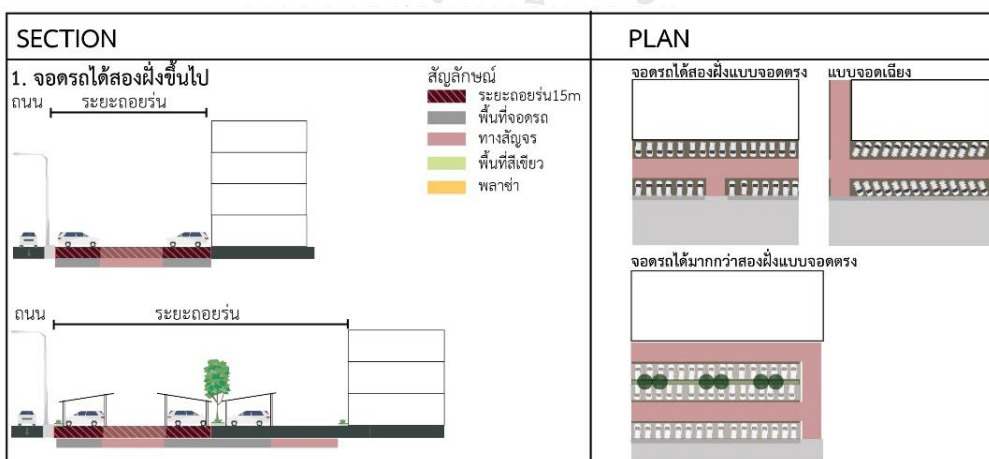 SECTION
PLAN
1. จอดรถได้สองฝั่งขึ้นไป
ถนน
ระยะถอยร่น
สัญลักษณ์
ระยะถอยร่น15m
พื้นที่จอดรถ
ทางสัญจร
พื้นที่สีเขียว
พลาซ่า
ถนน
ระยะถอยร่น
จอดรถได้สองฝั่งแบบจอดตรง
แบบจอดเฉียง
จอดรถได้มากกว่าสองฝั่งแบบจอดตรง